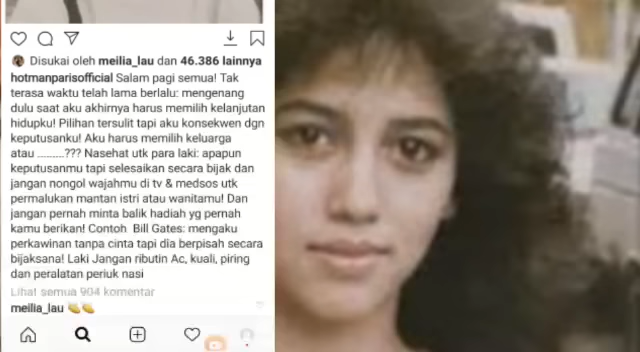 Disukai oleh meilia_lau dan 46.386 lainnya
hotmanparisofficial Salam pagi semua! Tak
terasa waktu telah lama berlalu: mengenang
dulu saat aku akhirnya harus memilih kelanjutan
hidupku! Pilihan tersulit tapi aku konsekwen dgn
keputusanku! Aku harus memilih keluarga
atau .........??? Nasehat utk para laki: apapun
keputusanmu tapi selesaikan secara bijak dan
jangan nongol wajahmu di tv & medsos utk
permalukan mantan istri atau wanitamu! Dan
jangan pernah minta balik hadiah yg pernah
kamu berikan! Contoh  Bill Gates: mengaku
perkawinan tanpa cinta tapi dia berpisah secara
bijaksana! Laki Jangan ributin Ac, kuali, piring
dan peralatan periuk nasi
Lihat semua 904 komentar
meilia_lau 👏👏